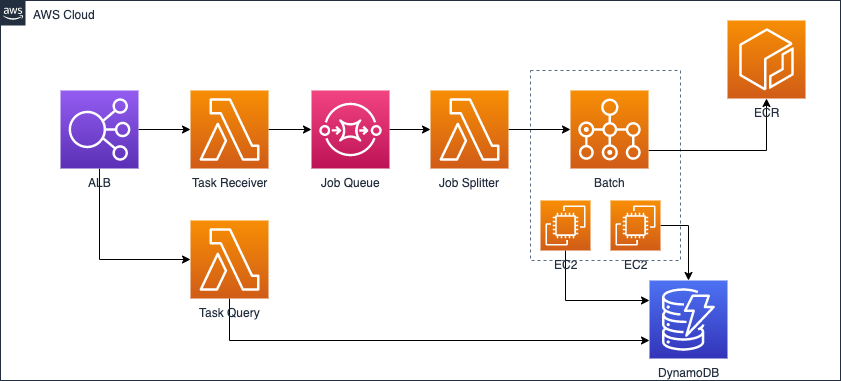 aws
AWS Cloud
ECR
ALB
Task Receiver
Job Queue
Job Splitter
Batch
EC2
EC2
Task Query
DynamoDB